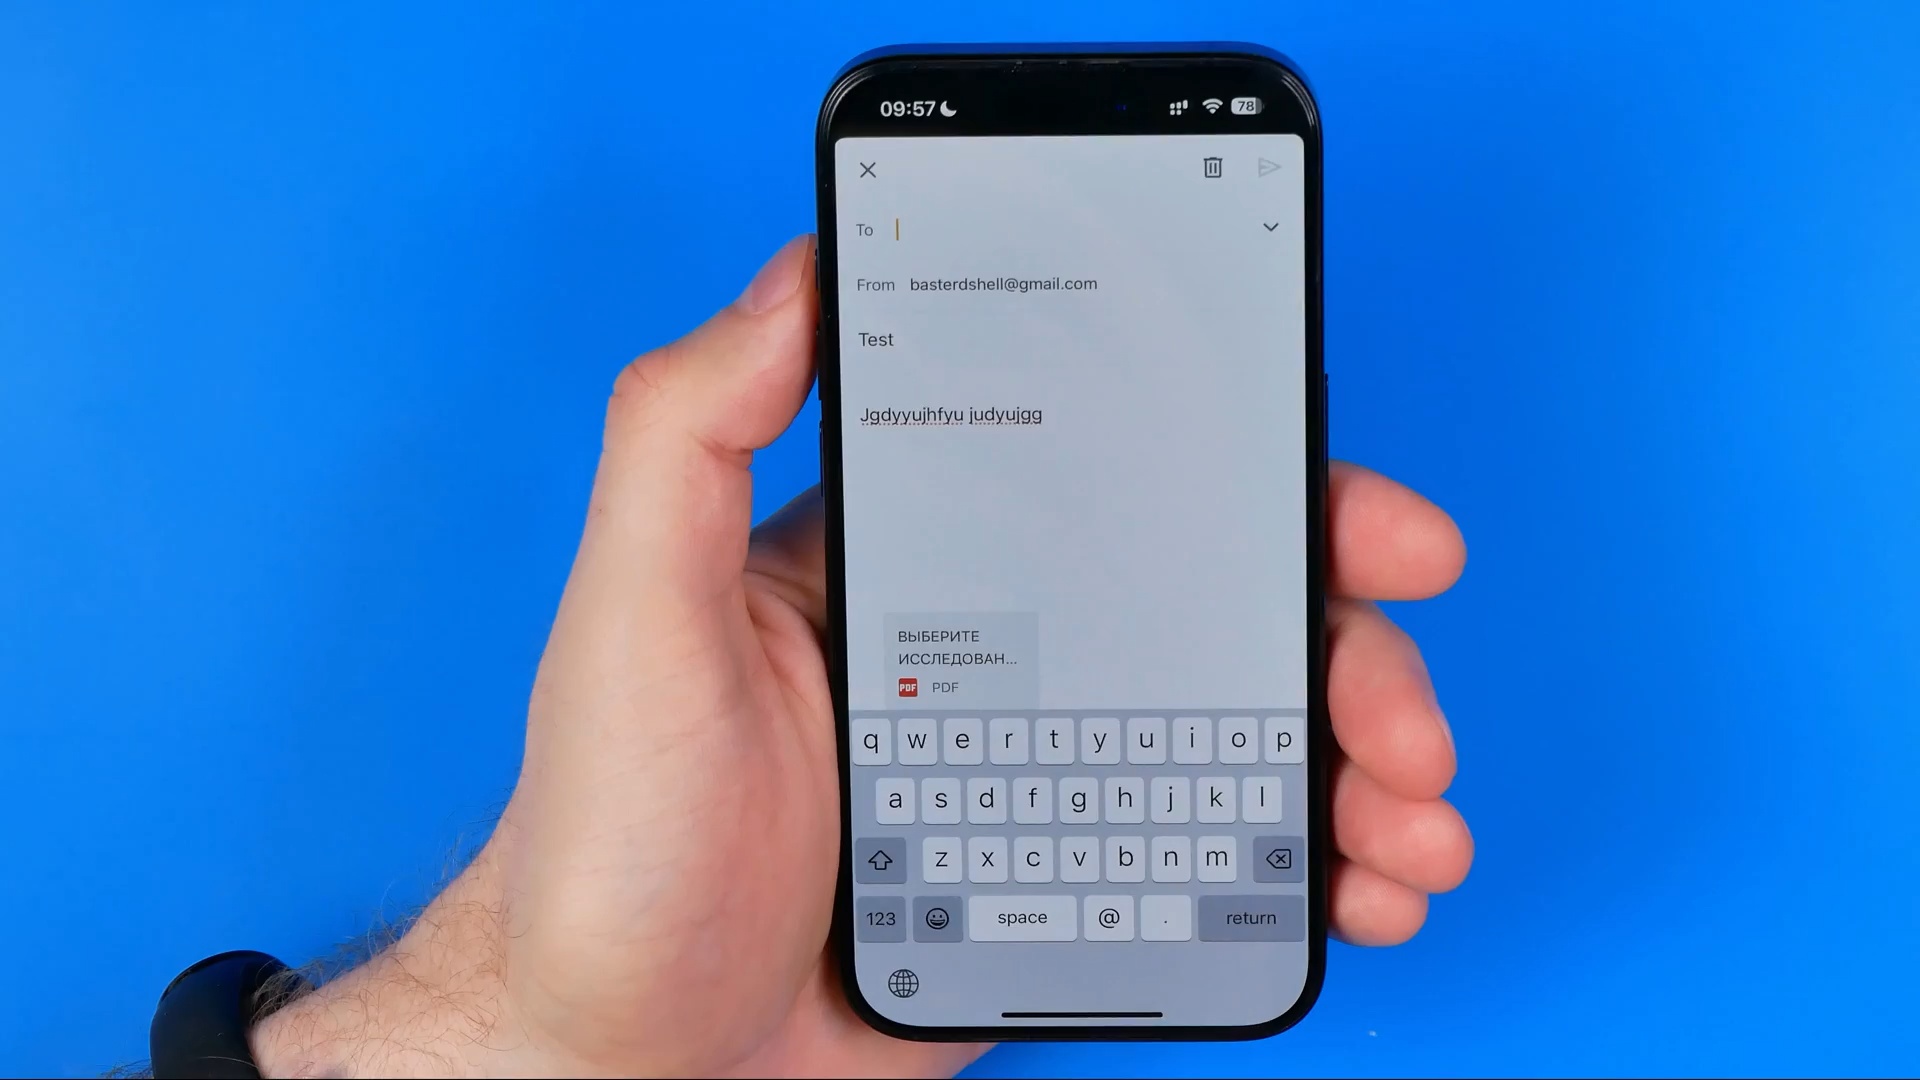 09:57
78
To
From basterdshell@gmail.com
Test
Jgdyyujhfyu judyujgg
ВЫБЕРИТЕ
ИССЛЕДОВАН...
PDF PDF
q w e r t y u i o p
a s d f g h j k l
z x c v b n m
123 space @ . return